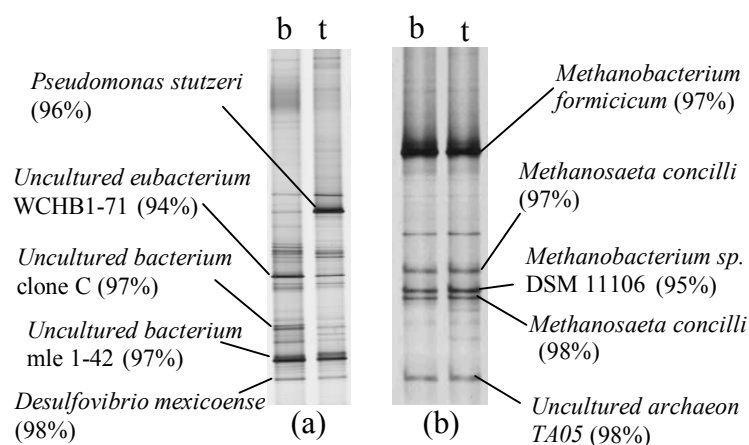 b t
Pseudomonas stutzeri
(96%)
Uncultured eubacterium
WCHB1-71 (94%)
Uncultured bacterium
clone C (97%)
Uncultured bacterium
mle 1-42 (97%)
Desulfovibrio mexicoense
(98%)
(a)
b t
Methanobacterium
formicicum (97%)
Methanosaeta concilli
(97%)
Methanobacterium sp.
DSM 11106 (95%)
Methanosaeta concilli
(98%)
Uncultured archaeon
TA05 (98%)
(b)